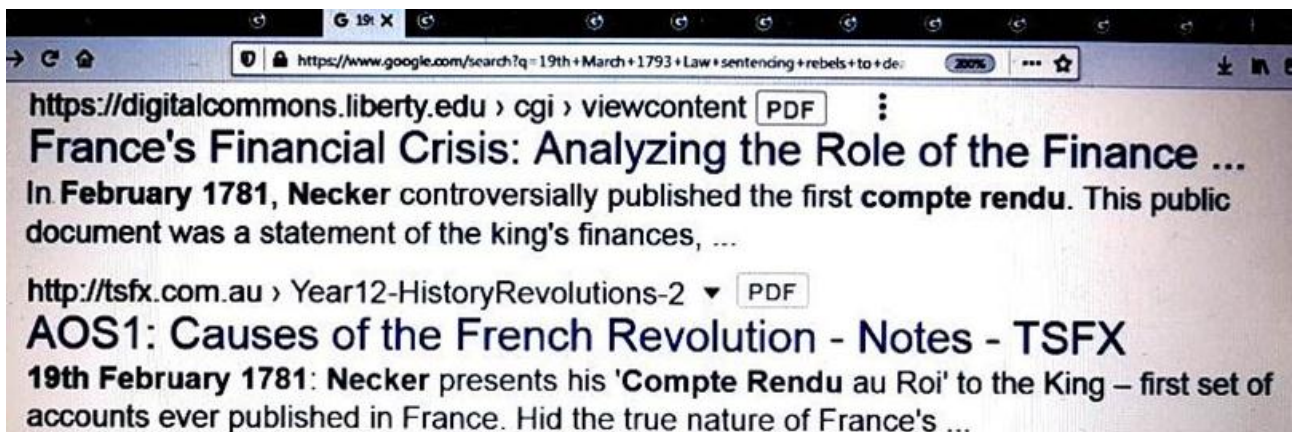 G 19t X
https://www.google.com/search?q=19th+March+1793+Law+sentencing+rebels+to+dea 200% ...
https://digitalcommons.liberty.edu › cgi › viewcontent PDF
France's Financial Crisis: Analyzing the Role of the Finance ...
In February 1781, Necker controversially published the first compte rendu. This public
document was a statement of the king's finances, ...
http://tsfx.com.au › Year12-HistoryRevolutions-2 PDF
AOS1: Causes of the French Revolution - Notes - TSFX
19th February 1781: Necker presents his 'Compte Rendu au Roi' to the King – first set of
accounts ever published in France. Hid the true nature of France's ...